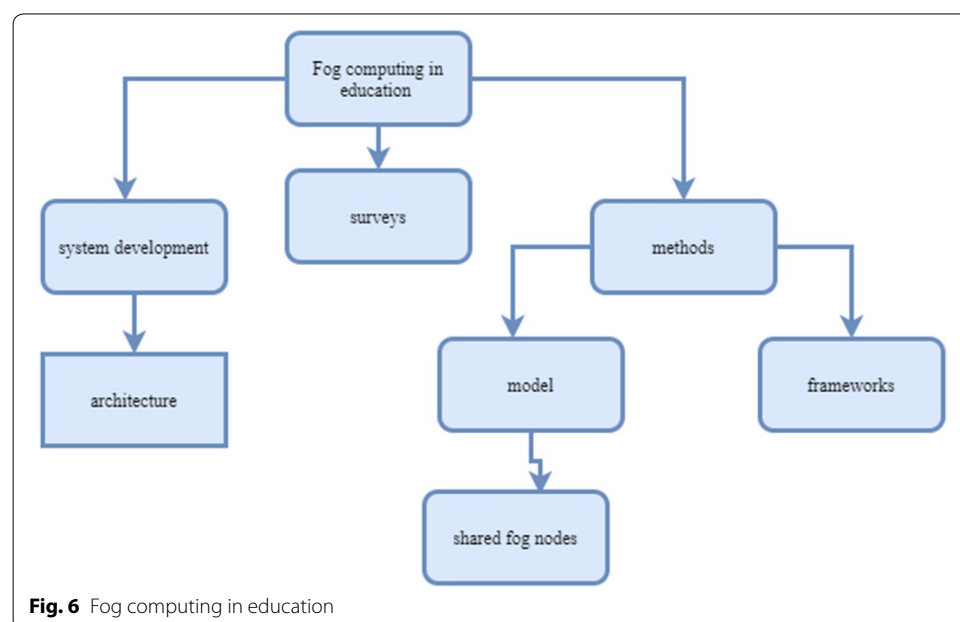 Fog computing in
education
system development
surveys
methods
architecture
model
frameworks
shared fog nodes
Fig. 6 Fog computing in education